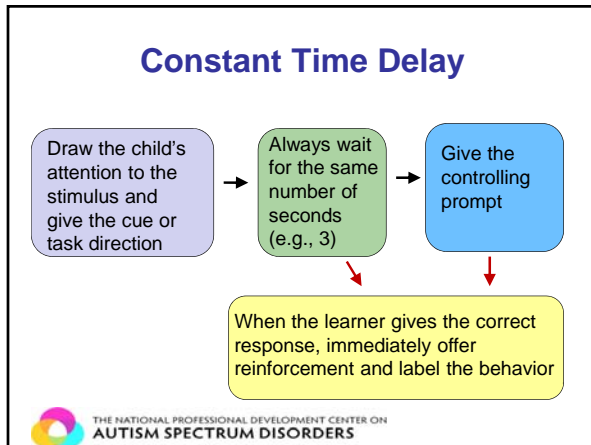 Constant Time Delay
Draw the child's
attention to the
stimulus and
give the cue or
task direction
Always wait
for the same
number of
seconds
(e.g., 3)
Give the
controlling
prompt
When the learner gives the correct
response, immediately offer
reinforcement and label the behavior
THE NATIONAL PROFESSIONAL DEVELOPMENT CENTER ON
AUTISM SPECTRUM DISORDERS